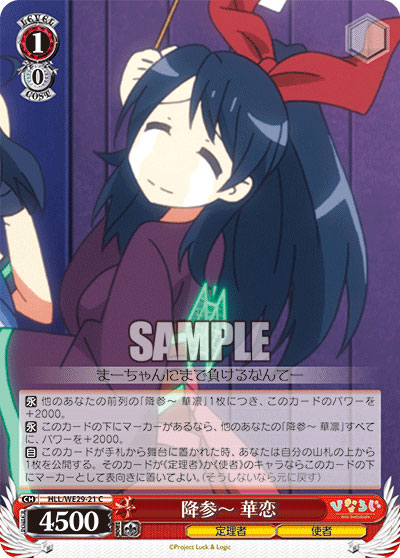 LEVEL
1
0
COST
SAMPLE
まーちゃんにまで負けるなんてー
永 他のあなたの前列の「降参～ 華凛」1枚につき、このカードのパワーを
+2000。
永 このカードの下にマーカーがあるなら、他のあなたの「降参～ 華凛」すべて
に、パワーを+2000。
自 このカードが手札から舞台に置かれた時、あなたは自分の山札の上から
1枚を公開する。そのカードが《定理者》か《使者》のキャラならこのカードの下
にマーカーとして表向きに置いてよい。(そうしないなら元に戻す)
CH HLL/WE29-21 C
4500
降参～ 華恋
ひなろじ
定理者 使者
©Project Luck & Logic